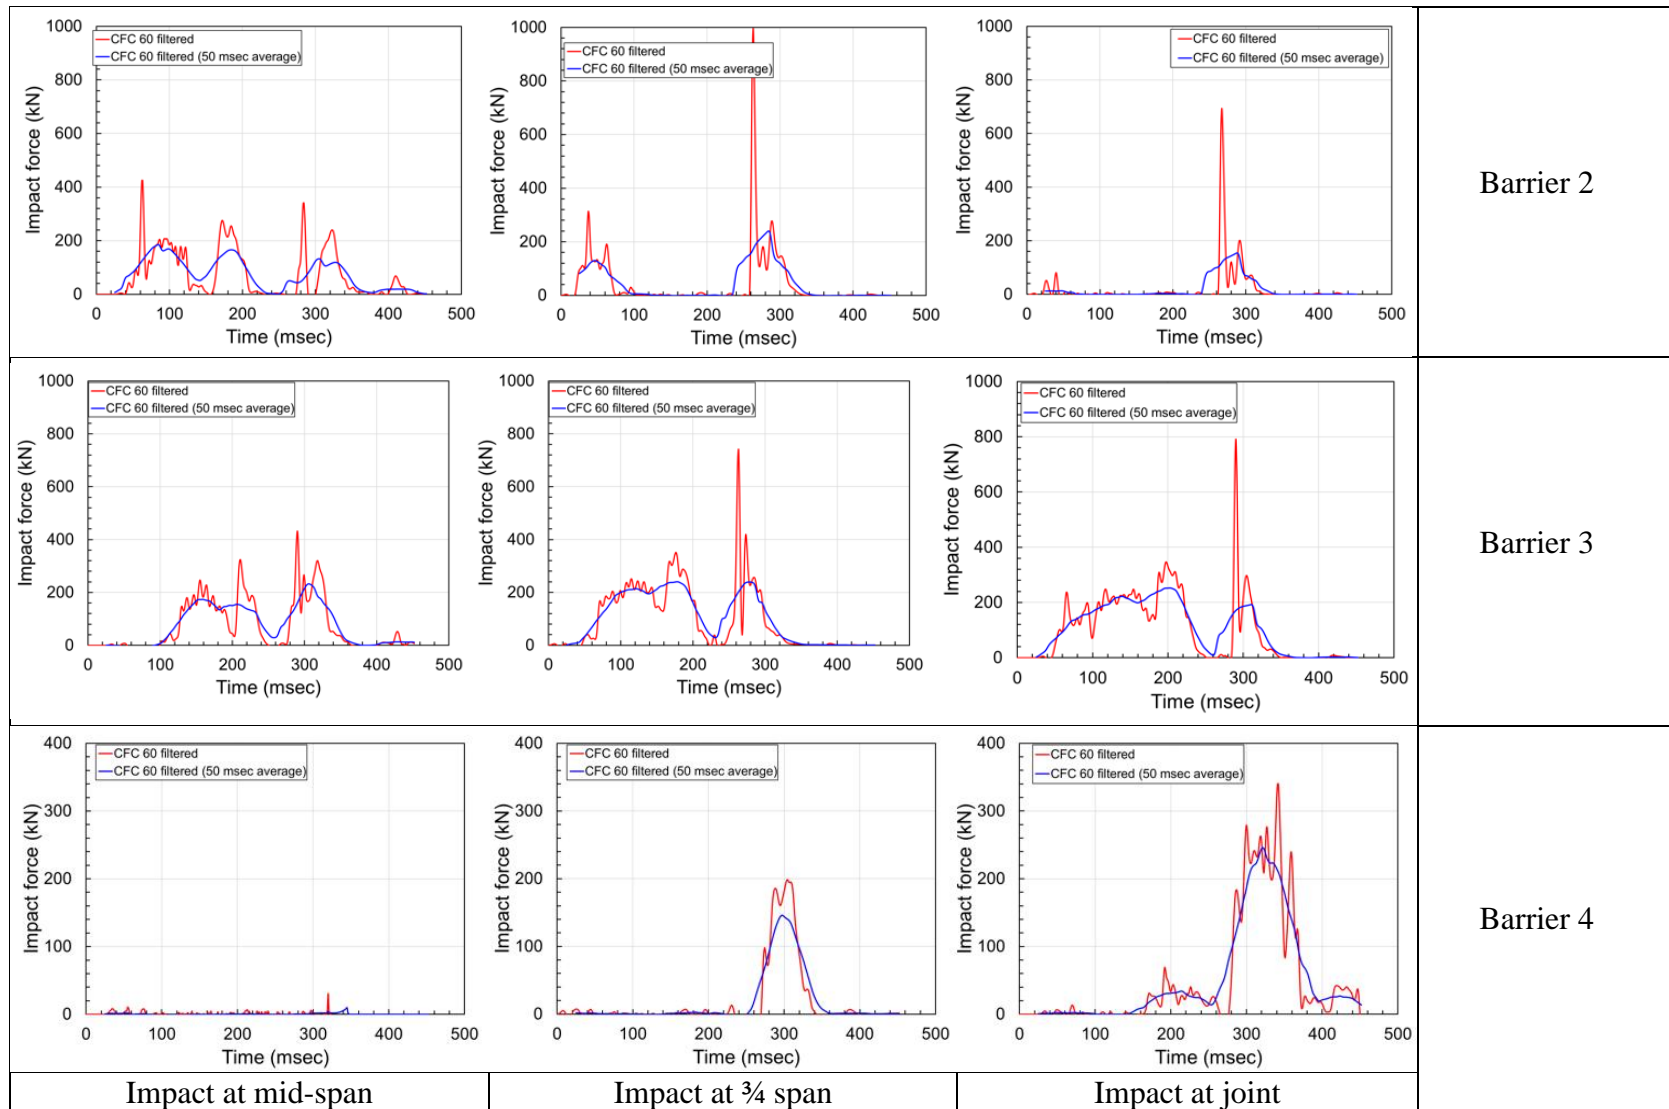 1000
800
600
400
200
0
Impact force (kN)
CFC 60 filtered
CFC 60 filtered (50 msec average)
0 100 200 300 400 500
Time (msec)
1000
800
600
400
200
0
Impact force (kN)
CFC 60 filtered
CFC 60 filtered (50 msec average)
0 100 200 300 400 500
Time (msec)
1000
800
600
400
200
0
Impact force (kN)
CFC 60 filtered
CFC 60 filtered (50 msec average)
0 100 200 300 400 500
Time (msec)
Barrier 2
1000
800
600
400
200
0
Impact force (kN)
CFC 60 filtered
CFC 60 filtered (50 msec average)
0 100 200 300 400 500
Time (msec)
1000
800
600
400
200
0
Impact force (kN)
CFC 60 filtered
CFC 60 filtered (50 msec average)
0 100 200 300 400 500
Time (msec)
1000
800
600
400
200
0
Impact force (kN)
CFC 60 filtered
CFC 60 filtered (50 msec average)
0 100 200 300 400 500
Time (msec)
Barrier 3
400
300
200
100
0
Impact force (kN)
CFC 60 filtered
CFC 60 filtered (50 msec average)
0 100 200 300 400 500
Time (msec)
400
300
200
100
0
Impact force (kN)
CFC 60 filtered
CFC 60 filtered (50 msec average)
0 100 200 300 400 500
Time (msec)
400
300
200
100
0
Impact force (kN)
CFC 60 filtered
CFC 60 filtered (50 msec average)
0 100 200 300 400 500
Time (msec)
Barrier 4
Impact at mid-span
Impact at ¾ span
Impact at joint